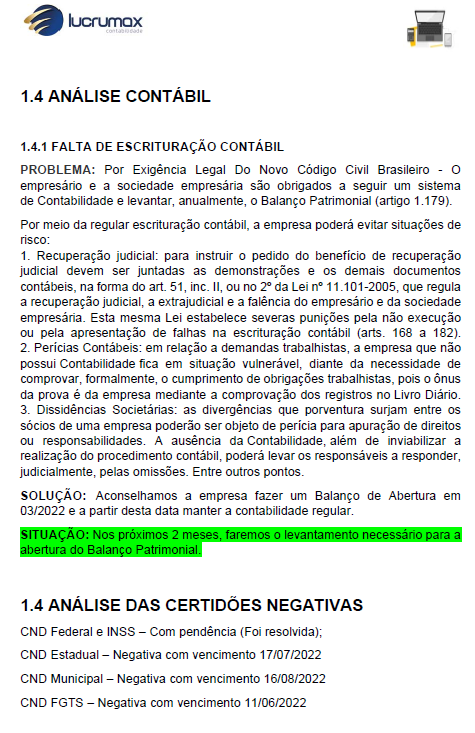 lucrumax
contabilidade
1.4 ANÁLISE CONTÁBIL
1.4.1 FALTA DE ESCRITURAÇÃO CONTÁBIL
PROBLEMA: Por Exigência Legal Do Novo Código Civil Brasileiro - O
empresário e a sociedade empresária são obrigados a seguir um sistema
de Contabilidade e levantar, anualmente, o Balanço Patrimonial (artigo 1.179).
Por meio da regular escrituração contábil, a empresa poderá evitar situações de
risco:
1. Recuperação judicial: para instruir o pedido do benefício de recuperação
judicial devem ser juntadas as demonstrações e os demais documentos
contábeis, na forma do art. 51, inc. II, ou no 2º da Lei nº 11.101-2005, que regula
a recuperação judicial, a extrajudicial e a falência do empresário e da sociedade
empresária. Esta mesma Lei estabelece severas punições pela não execução
ou pela apresentação de falhas na escrituração contábil (arts. 168 a 182).
2. Perícias Contábeis: em relação a demandas trabalhistas, a empresa que não
possui Contabilidade fica em situação vulnerável, diante da necessidade de
comprovar, formalmente, o cumprimento de obrigações trabalhistas, pois o ônus
da prova é da empresa mediante a comprovação dos registros no Livro Diário.
3. Dissidências Societárias: as divergências que porventura surjam entre os
sócios de uma empresa poderão ser objeto de perícia para apuração de direitos
ou responsabilidades. A ausência da Contabilidade, além de inviabilizar a
realização do procedimento contábil, poderá levar os responsáveis a responder,
judicialmente, pelas omissões. Entre outros pontos.
SOLUÇÃO: Aconselhamos a empresa fazer um Balanço de Abertura em
03/2022 e a partir desta data manter a contabilidade regular.
SITUAÇÃO: Nos próximos 2 meses, faremos o levantamento necessário para a
abertura do Balanço Patrimonial.
1.4 ANÁLISE DAS CERTIDÕES NEGATIVAS
CND Federal e INSS – Com pendência (Foi resolvida);
CND Estadual – Negativa com vencimento 17/07/2022
CND Municipal – Negativa com vencimento 16/08/2022
CND FGTS – Negativa com vencimento 11/06/2022